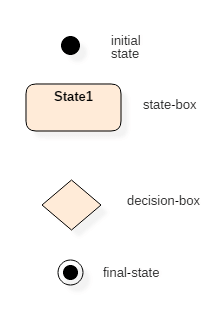 initial
state
State1
state-box
decision-box
final-state